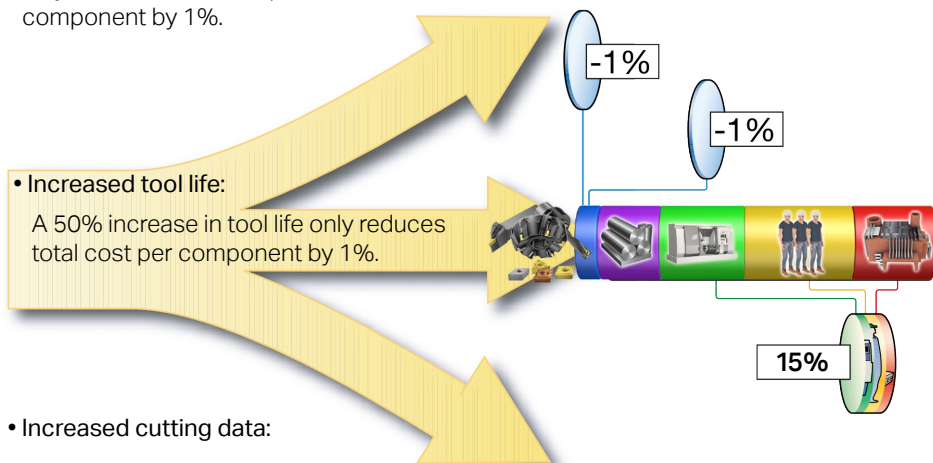 component by 1%.
-1%
-1%
• Increased tool life:
A 50% increase in tool life only reduces
total cost per component by 1%.
15%
• Increased cutting data: